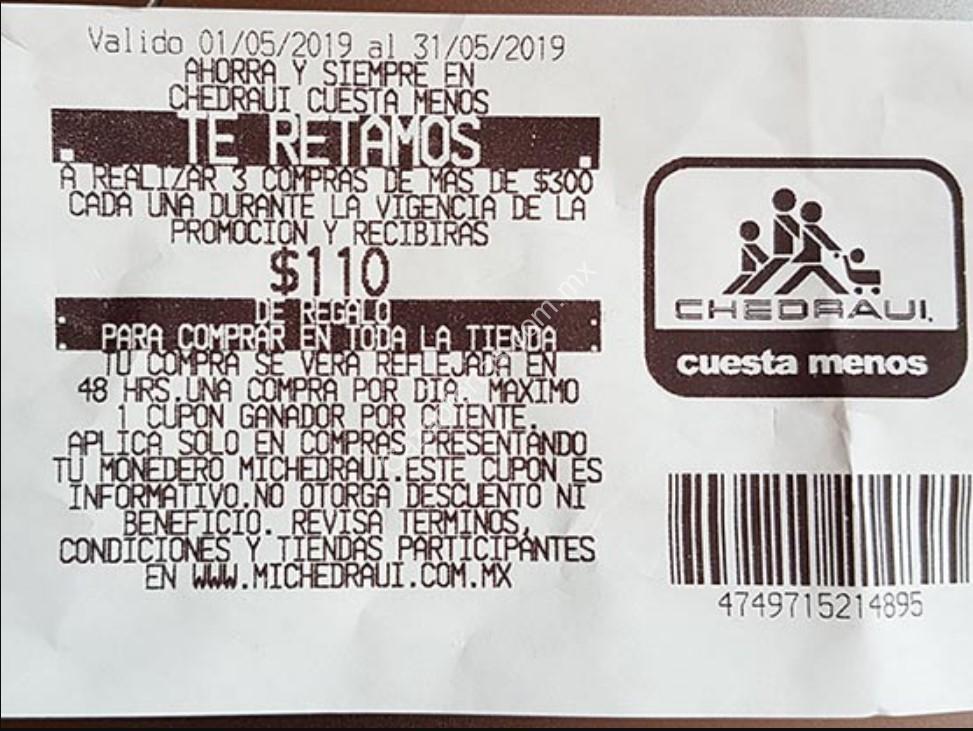 Valido 01/05/2019 al 31/05/2019
AHORRA Y SIEMPRE EN
CHEDRAUI CUESTA MENOS
TE RETAMOS
A REALIZAR 3 COMPRAS DE MAS DE $300
CADA UNA DURANTE LA VIGENCIA DE LA
PROMOCION Y RECIBIRAS
$110
DE REGALO
PARA COMPRAR EN TODA LA TIENDA
TU COMPRA SE VERA REFLEJADA EN
48 HRS.UNA COMPRA POR DIA. MAXIMO
1 CUPON GANADOR POR CLIENTE.
APLICA SOLO EN COMPRAS PRESENTANDO
TU MONEDERO MICHEDRAUI.ESTE CUPON ES
INFORMATIVO.NO OTORGA DESCUENTO NI
BENEFICIO. REVISA TERMINOS,
CONDICIONES Y TIENDAS PARTICIPANTES
EN WWW.MICHEDRAUI.COM.MX
CHEDRAUI.
cuesta menos
4749715214895
.com.mx